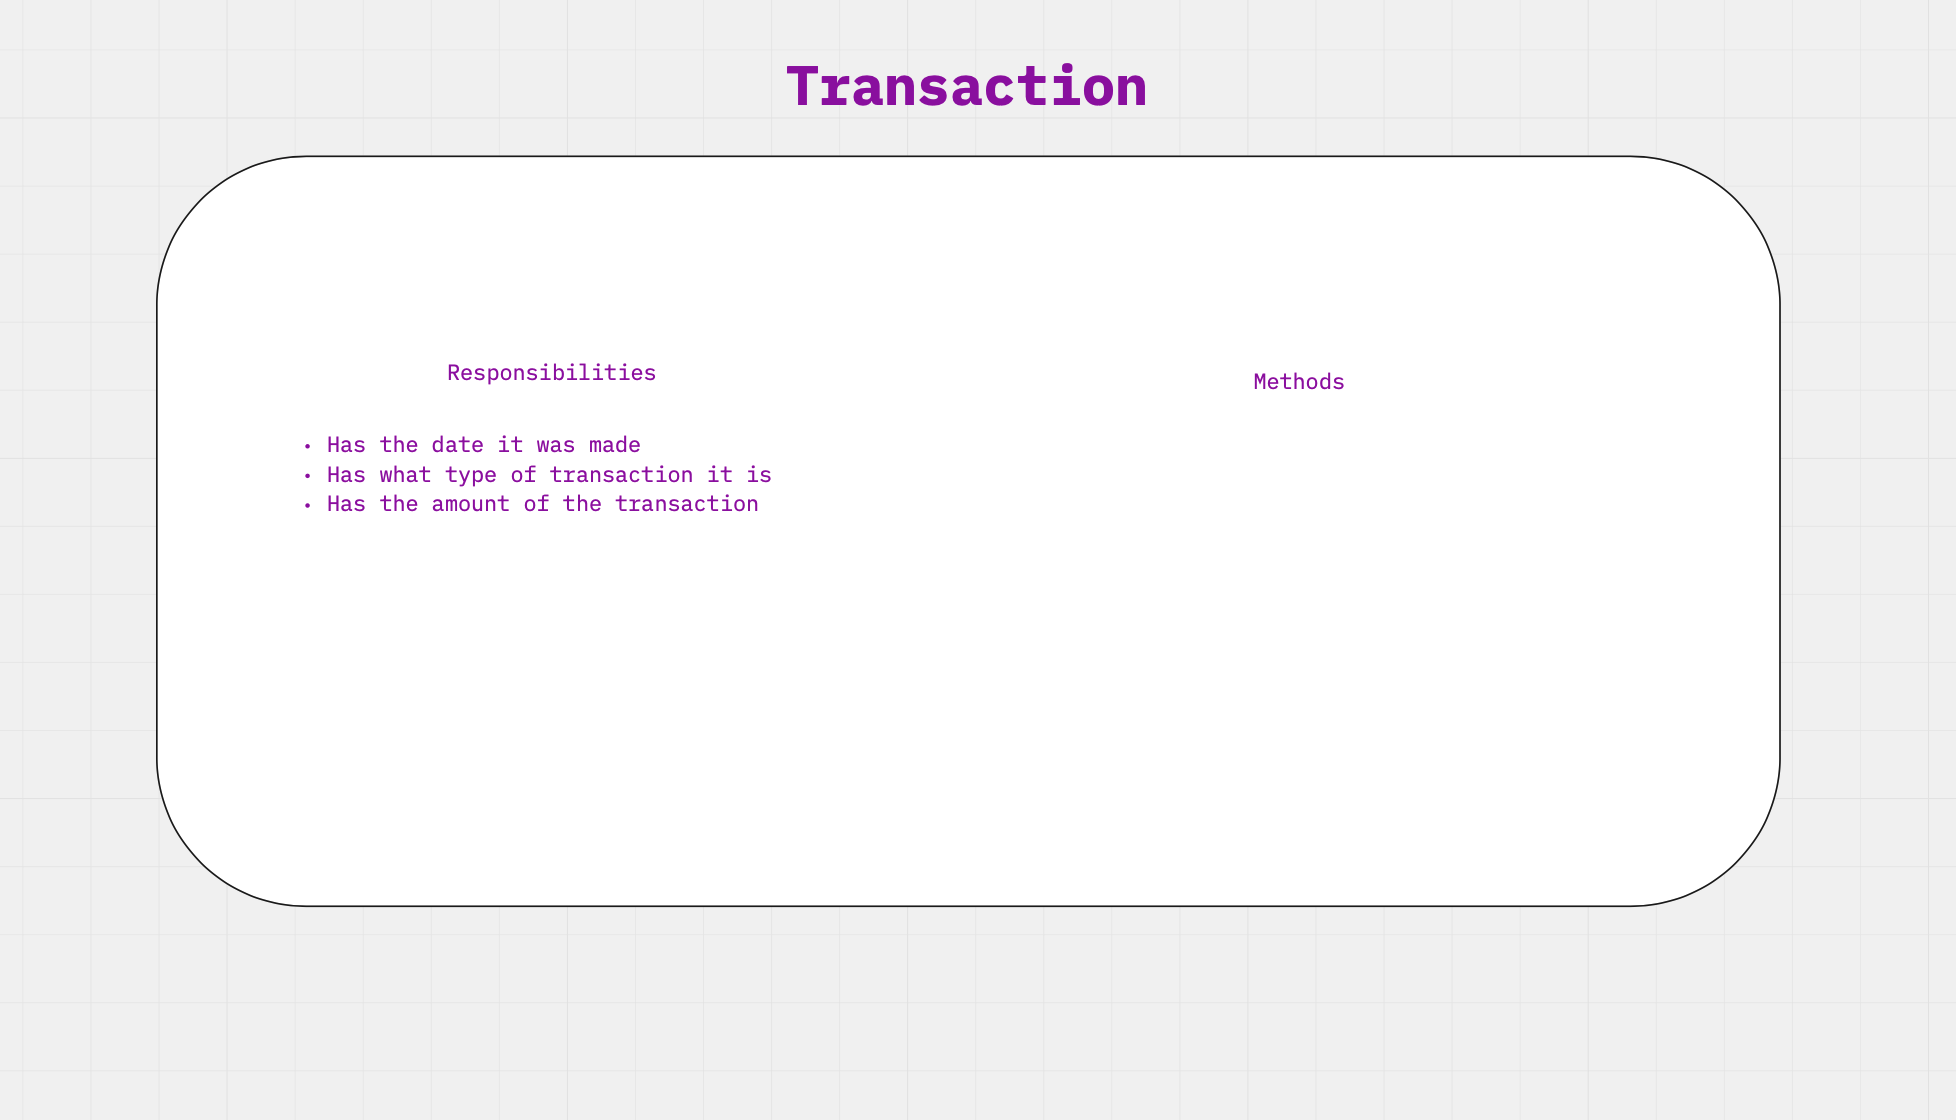 Transaction
Responsibilities
Methods
• Has the date it was made
• Has what type of transaction it is
• Has the amount of the transaction